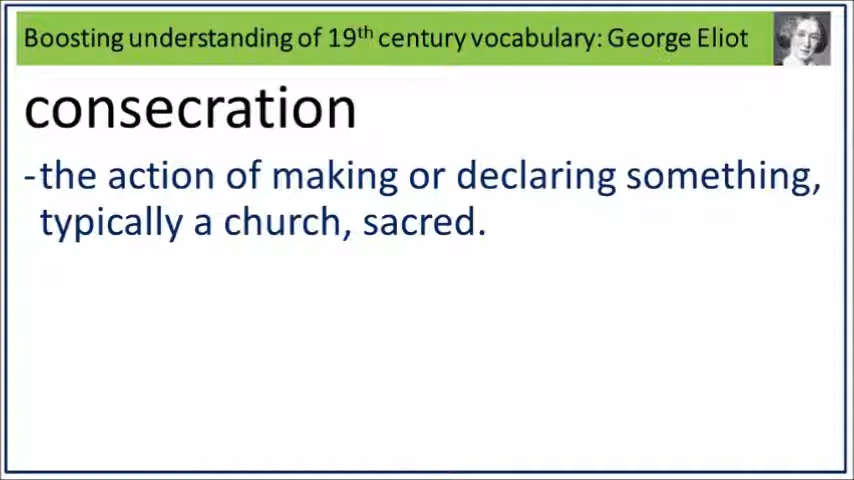 Boosting understanding of 19th century vocabulary: George Eliot
consecration
-the action of making or declaring something,
typically a church, sacred.